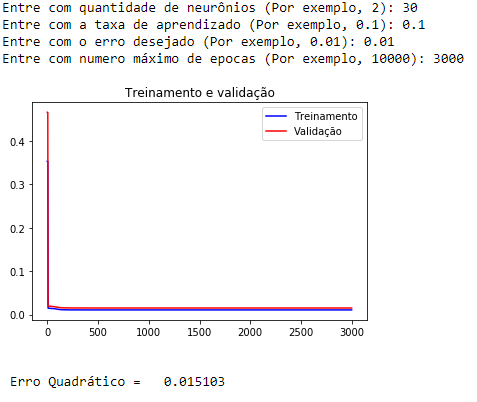 Entre com quantidade de neurônios (Por exemplo, 2): 30
Entre com a taxa de aprendizado (Por exemplo, 0.1): 0.1
Entre com o erro desejado (Por exemplo, 0.01): 0.01
Entre com numero máximo de epocas (Por exemplo, 10000): 3000
Treinamento e validação
Treinamento
Validação
0.4
0.3
0.2
0.1
0.0
0 500 1000 1500 2000 2500 3000
Erro Quadrático = 0.015103